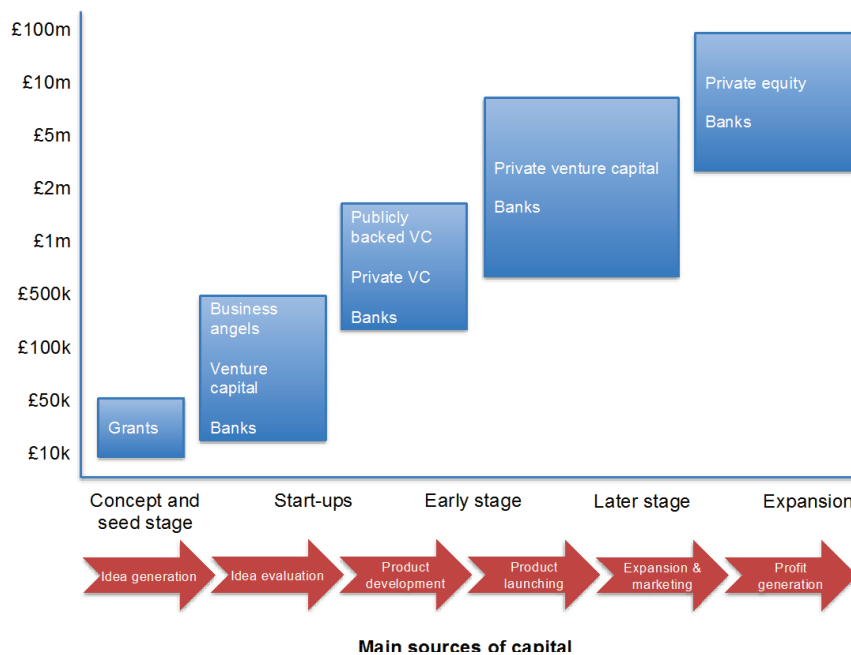 £100m
£10m
£5m
£2m
£1m
£500k
£100k
£50k
£10k
Grants
Business
angels
Venture
capital
Banks
Publicly
backed VC
Private VC
Banks
Private venture capital
Banks
Private equity
Banks
Concept and
seed stage
Start-ups
Early stage
Later stage
Expansion
Idea generation
Idea evaluation
Product
development
Product
launching
Expansion &
marketing
Profit
generation
Main sources of capital